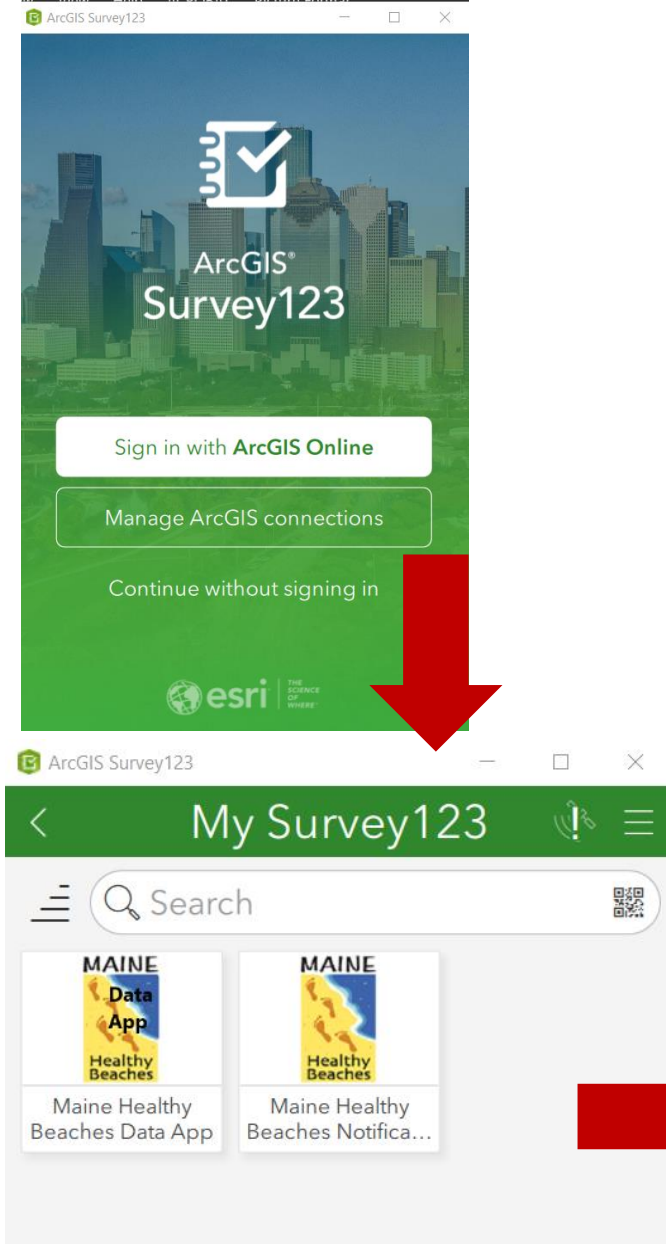 ArcGIS Survey123
ArcGIS®
Survey123
Sign in with ArcGIS Online
Manage ArcGIS connections
Continue without signing in
esri
THE
SCIENCE
OF
WHERE™
ArcGIS Survey123
My Survey123
Search
MAINE
Data
App
Healthy
Beaches
Maine Healthy
Beaches Data App
MAINE
Healthy
Beaches
Maine Healthy
Beaches Notifica...